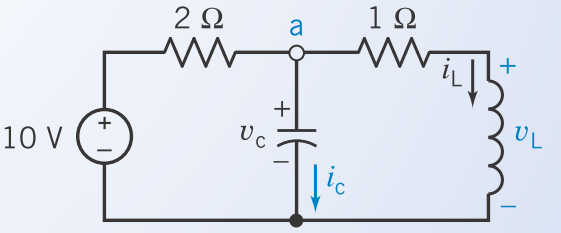 2 Ω
a
1 Ω
10 V
+
−
+
v_c
−
i_c
i_L
+
v_L
−